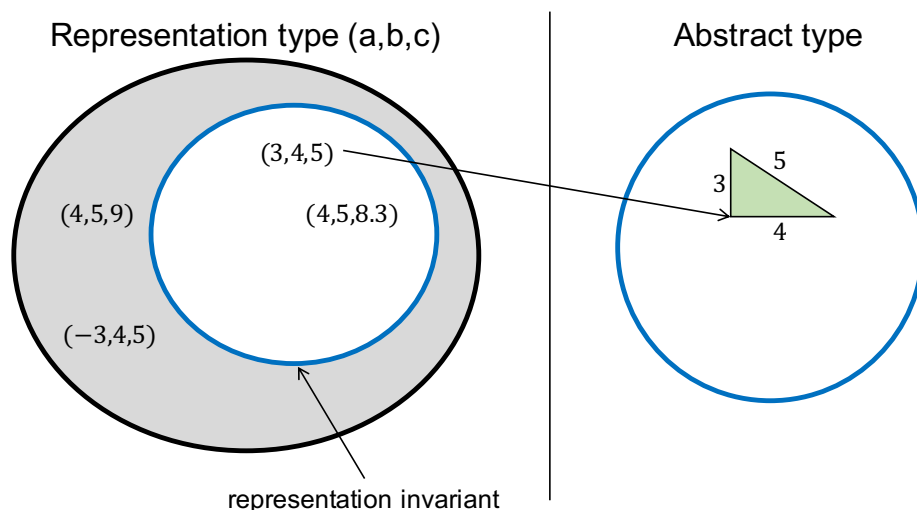 Representation type (a,b,c)
Abstract type
(3,4,5)
(4,5,9)
(4,5,8.3)
(−3,4,5)
3
5
4
representation invariant